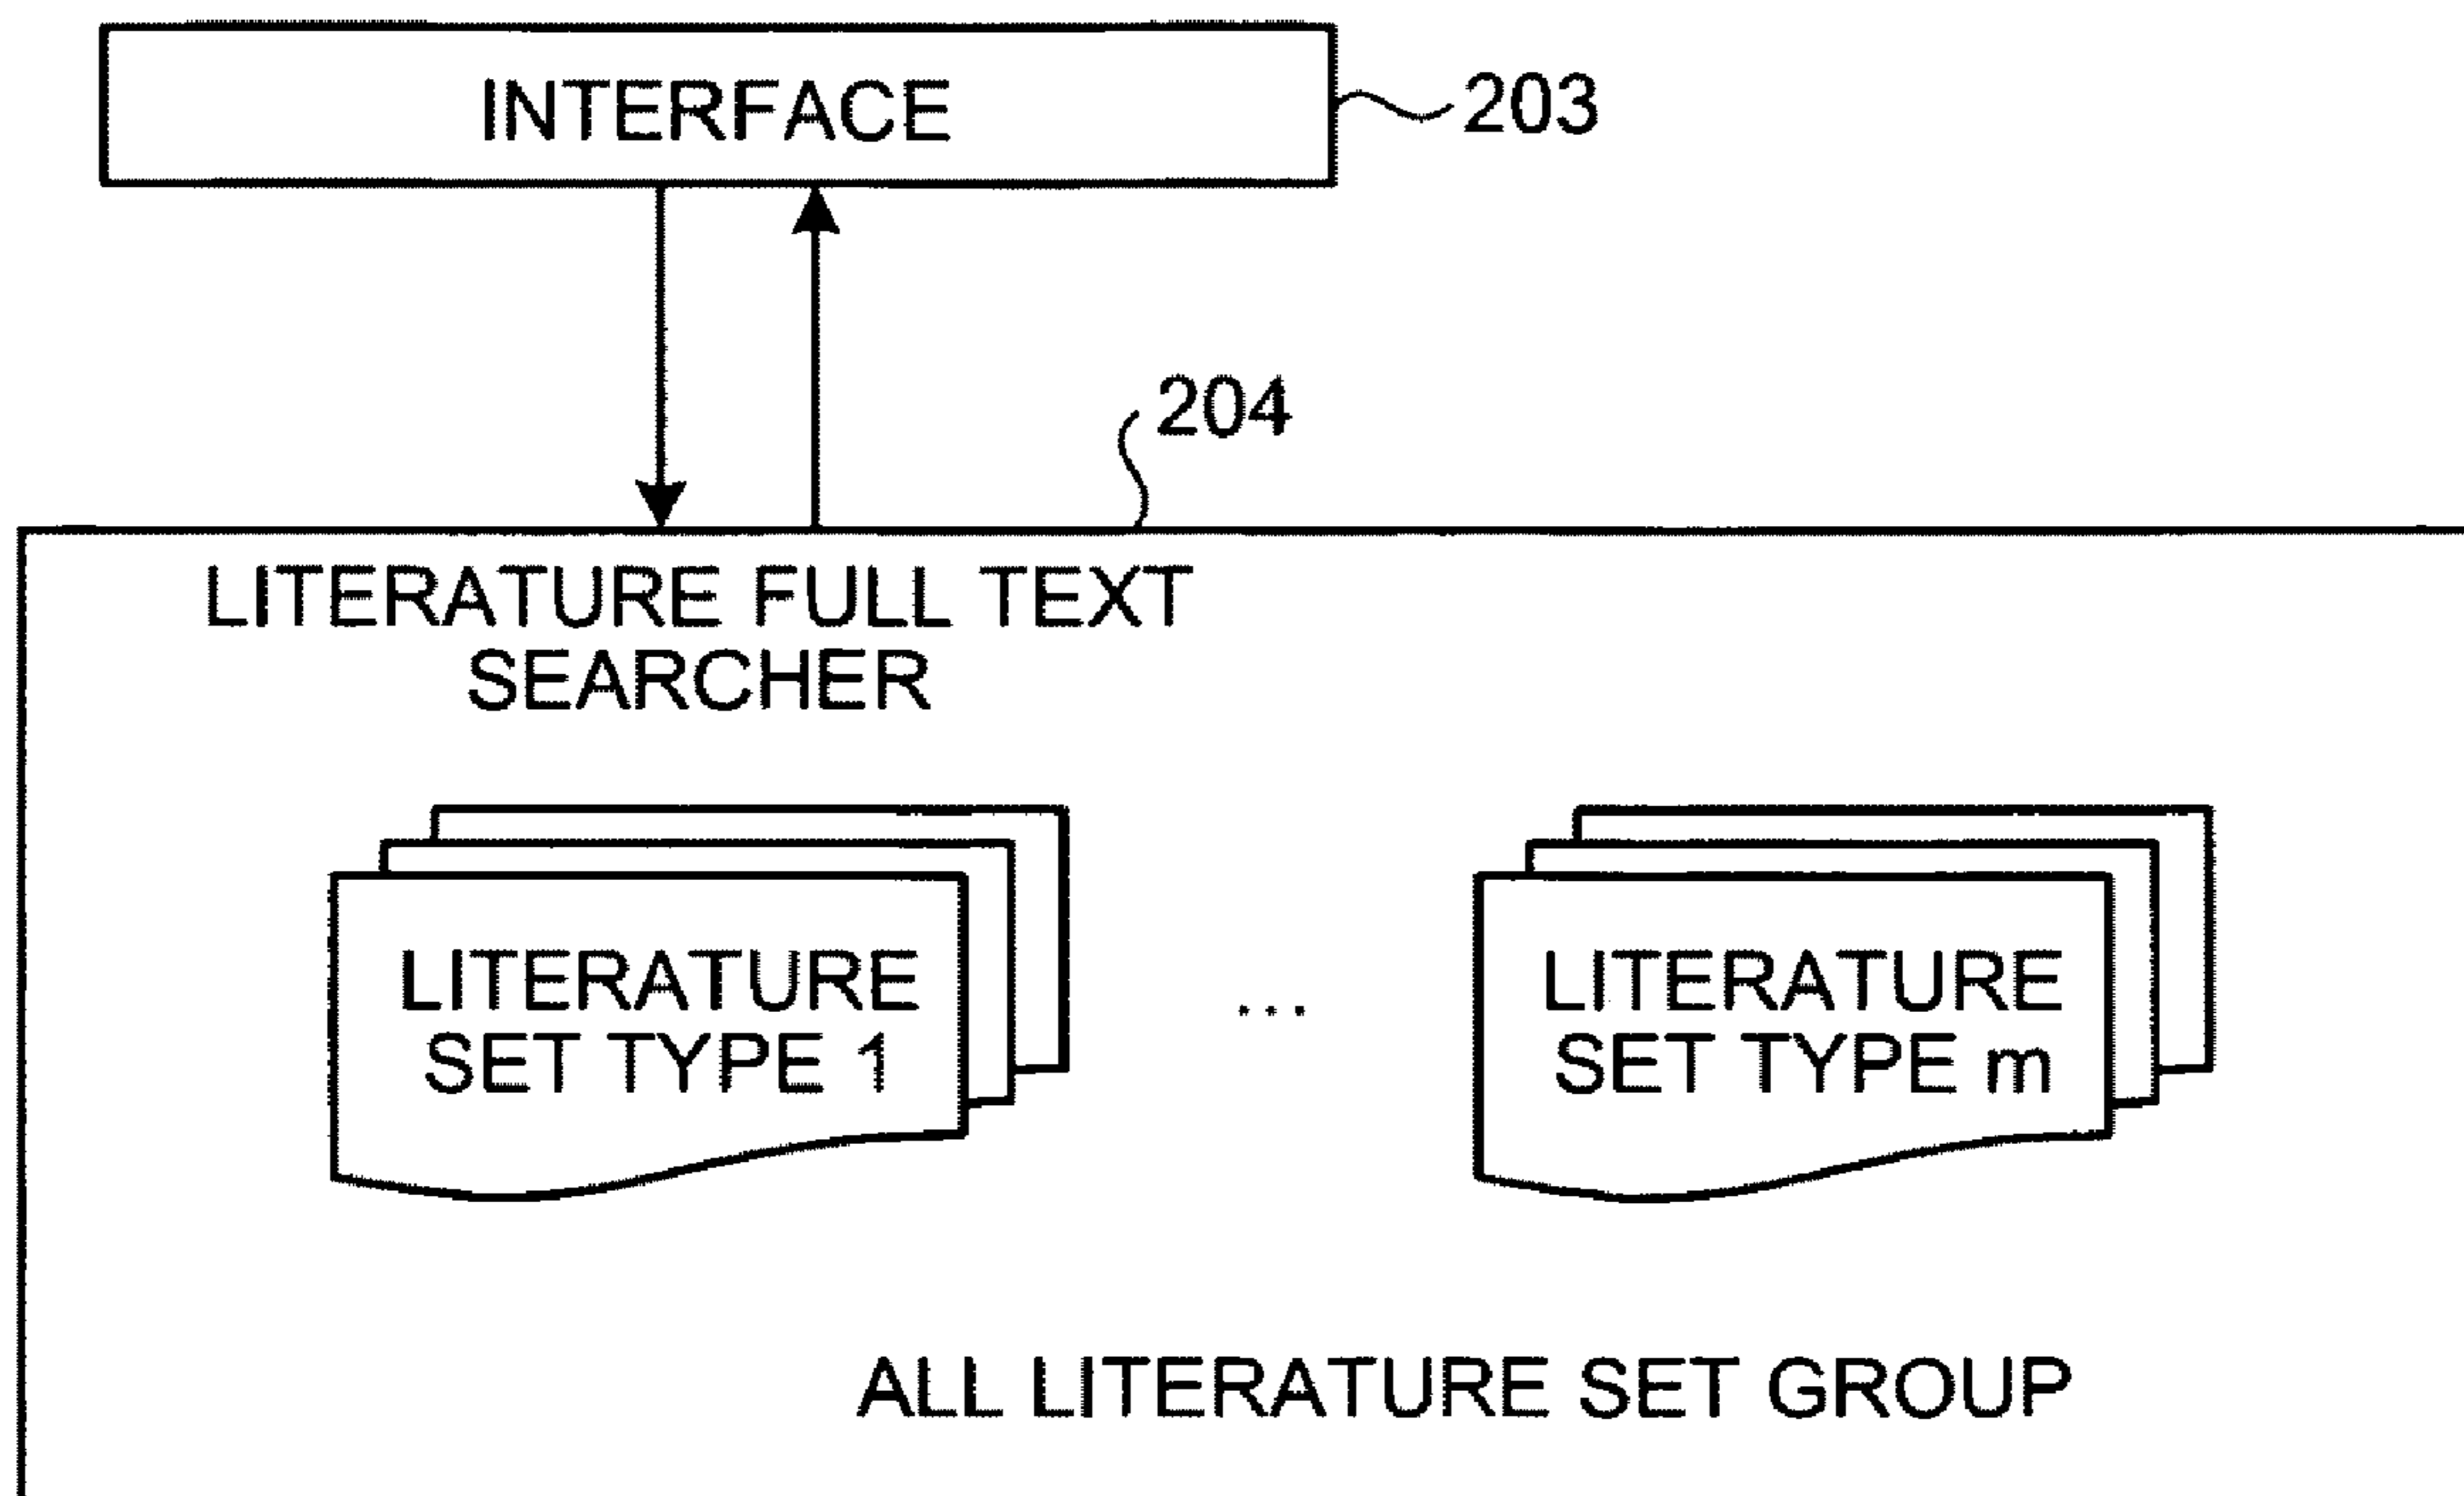 INTERFACE
203
204
LITERATURE FULL TEXT
SEARCHER
LITERATURE
SET TYPE 1
...
LITERATURE
SET TYPE m
ALL LITERATURE SET GROUP